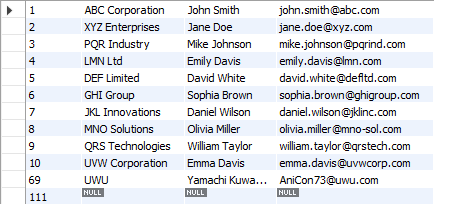 1 ABC Corporation John Smith john.smith@abc.com
2 XYZ Enterprises Jane Doe jane.doe@xyz.com
3 PQR Industry Mike Johnson mike.johnson@pqrind.com
4 LMN Ltd Emily Davis emily.davis@lmn.com
5 DEF Limited David White david.white@defltd.com
6 GHI Group Sophia Brown sophia.brown@ghigroup.com
7 JKL Innovations Daniel Wilson daniel.wilson@jklinc.com
8 MNO Solutions Olivia Miller olivia.miller@mno-sol.com
9 QRS Technologies William Taylor william.taylor@qrstech.com
10 UVW Corporation Emma Davis emma.davis@uvwcorp.com
69 UWU Yamachi Kuwa... AniCon73@uwu.com
111 NULL NULL NULL